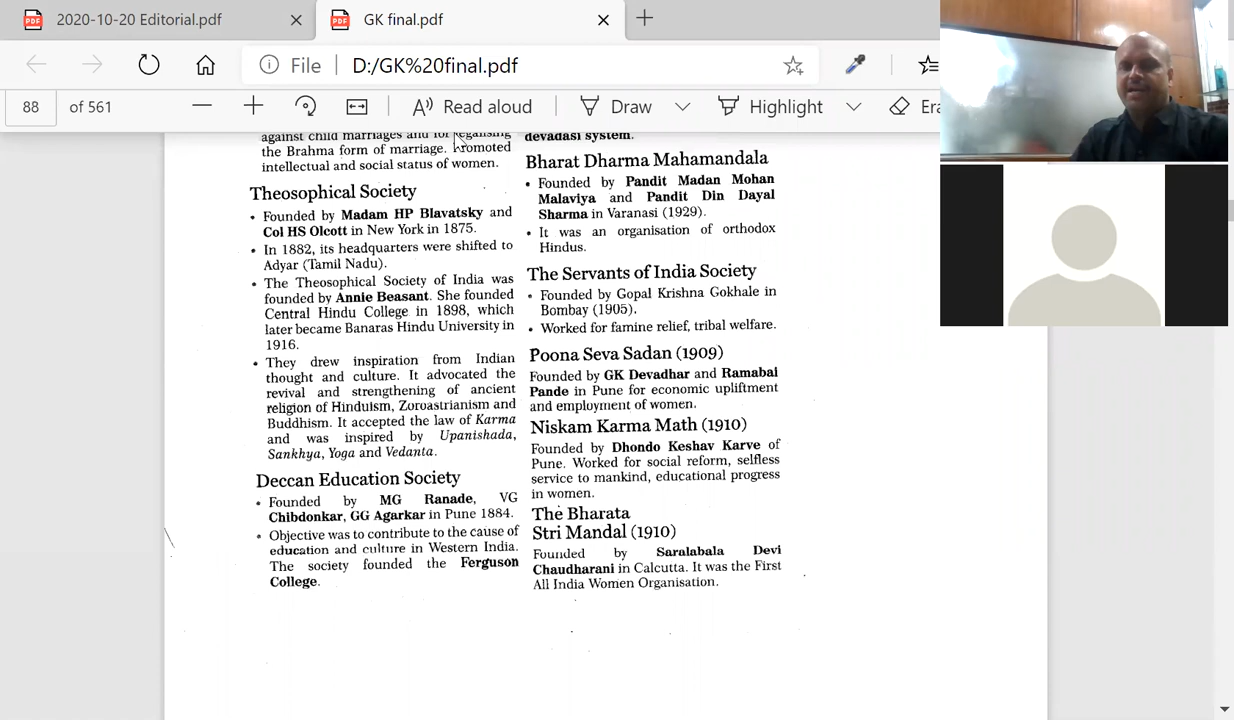 2020-10-20 Editorial.pdf
GK final.pdf
File
D:/GK%20final.pdf
88
of 561
Read aloud
Draw
Highlight
Era
against child marriages and for legalising
the Brahma form of marriage. Promoted
intellectual and social status of women.
Theosophical Society
• Founded by Madam HP Blavatsky and
Col HS Olcott in New York in 1875.
• In 1882, its headquarters were shifted to
Adyar (Tamil Nadu).
• The Theosophical Society of India was
founded by Annie Beasant. She founded
Central Hindu College in 1898, which
later became Banaras Hindu University in
1916.
• They drew inspiration from Indian
thought and culture. It advocated the
revival and strengthening of ancient
religion of Hinduism, Zoroastrianism and
Buddhism. It accepted the law of Karma
and was inspired by Upanishada,
Sankhya, Yoga and Vedanta.
Deccan Education Society
• Founded by MG Ranade, VG
Chibdonkar, GG Agarkar in Pune 1884.
• Objective was to contribute to the cause of
education and culture in Western India.
The society founded the Ferguson
College.
devadasi system.
Bharat Dharma Mahamandala
• Founded by Pandit Madan Mohan
Malaviya and Pandit Din Dayal
Sharma in Varanasi (1929).
• It was an organisation of orthodox
Hindus.
The Servants of India Society
• Founded by Gopal Krishna Gokhale in
Bombay (1905).
• Worked for famine relief, tribal welfare.
Poona Seva Sadan (1909)
Founded by GK Devadhar and Ramabai
Pande in Pune for economic upliftment
and employment of women.
Niskam Karma Math (1910)
Founded by Dhondo Keshav Karve of
Pune. Worked for social reform, selfless
service to mankind, educational progress
in women.
The Bharata
Stri Mandal (1910)
Founded by Saralabala Devi
Chaudharani in Calcutta. It was the First
All India Women Organisation.